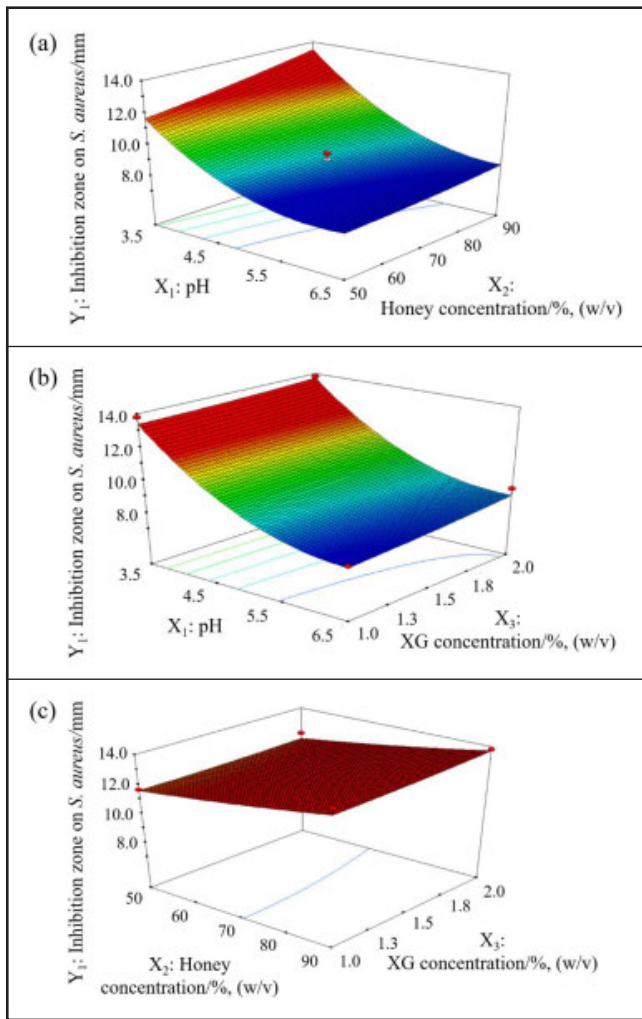 (a)
Y₁: Inhibition zone on S. aureus/mm
14.0
12.0
10.0
8.0
3.5
4.5
5.5
6.5
X₁: pH
50
60
70
80
90
X₂:
Honey concentration/%, (w/v)
(b)
Y₁: Inhibition zone on S. aureus/mm
14.0
12.0
10.0
8.0
3.5
4.5
5.5
6.5
X₁: pH
1.0
1.3
1.5
1.8
2.0
X₃:
XG concentration/%, (w/v)
(c)
Y₁: Inhibition zone on S. aureus/mm
14.0
12.0
10.0
8.0
50
60
70
80
90
X₂: Honey
concentration/%, (w/v)
1.0
1.3
1.5
1.8
2.0
X₃:
XG concentration/%, (w/v)